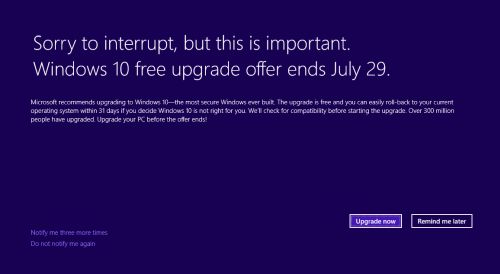 Sorry to interrupt, but this is important.
Windows 10 free upgrade offer ends July 29.
Microsoft recommends upgrading to Windows 10—the most secure Windows ever built. The upgrade is free and you can easily roll-back to your current
operating system within 31 days if you decide Windows 10 is not right for you. We'll check for compatibility before starting the upgrade. Over 300 million
people have upgraded. Upgrade your PC before the offer ends!
Upgrade now
Remind me later
Notify me three more times
Do not notify me again